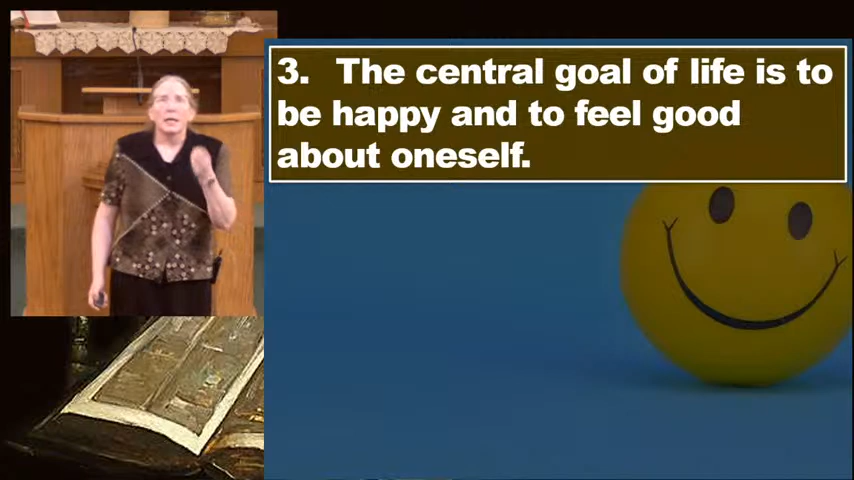 3. The central goal of life is to
be happy and to feel good
about oneself.